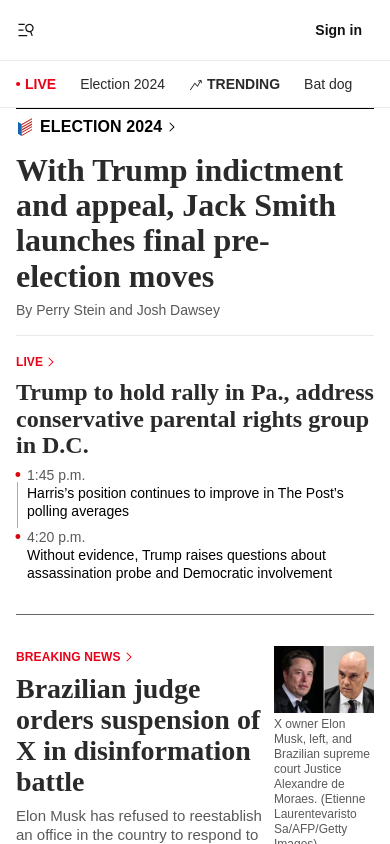 Sign in
LIVE Election 2024 TRENDING Bat dog
ELECTION 2024
With Trump indictment
and appeal, Jack Smith
launches final pre-
election moves
By Perry Stein and Josh Dawsey
LIVE
Trump to hold rally in Pa., address
conservative parental rights group
in D.C.
1:45 p.m.
Harris’s position continues to improve in The Post’s
polling averages
4:20 p.m.
Without evidence, Trump raises questions about
assassination probe and Democratic involvement
BREAKING NEWS
Brazilian judge
orders suspension of
X in disinformation
battle
Elon Musk has refused to reestablish
an office in the country to respond to
X owner Elon
Musk, left, and
Brazilian supreme
court Justice
Alexandre de
Moraes. (Etienne
Laurentevaristo
Sa/AFP/Getty
Images)